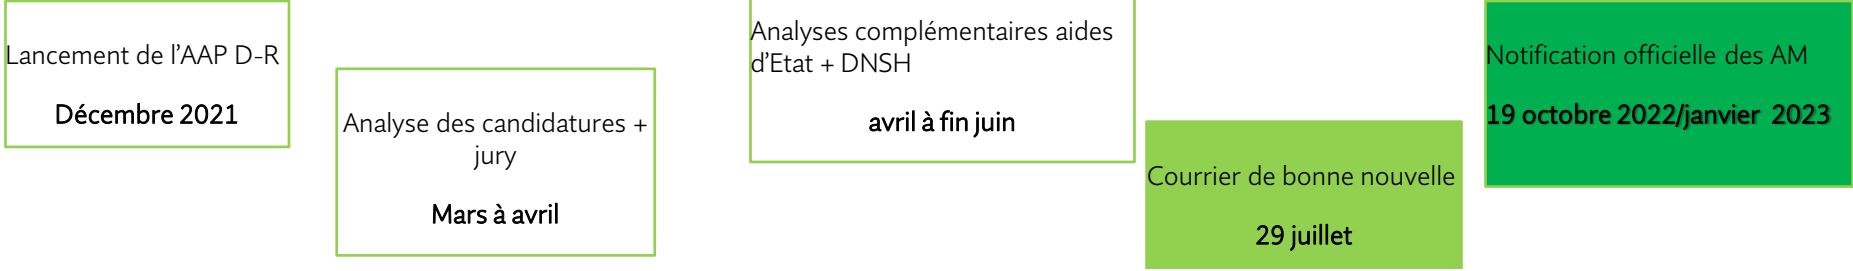 Lancement de l’AAP D-R
Décembre 2021
Analyse des candidatures +
jury
Mars à avril
Analyses complémentaires aides
d’Etat + DNSH
avril à fin juin
Courrier de bonne nouvelle
29 juillet
Notification officielle des AM
19 octobre 2022/janvier  2023